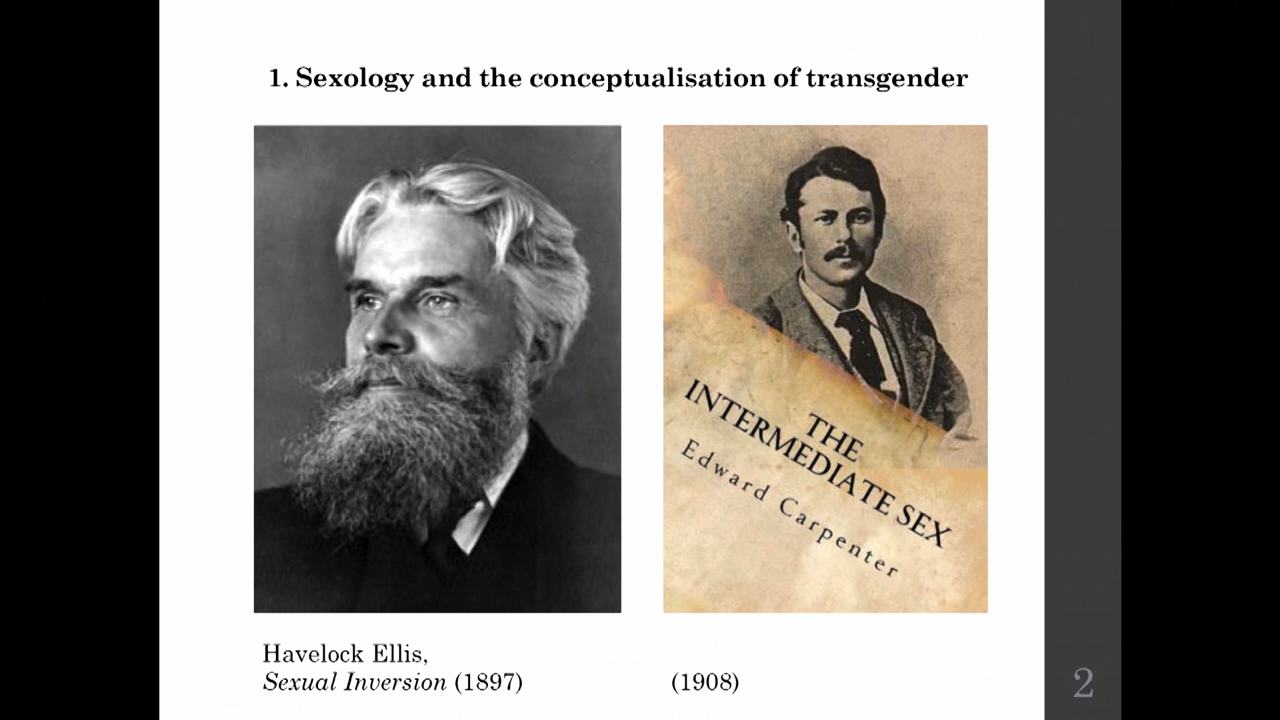 1. Sexology and the conceptualisation of transgender
THE
INTERMEDIATE SEX
Edward Carpenter
Havelock Ellis,
Sexual Inversion (1897)
(1908)
2